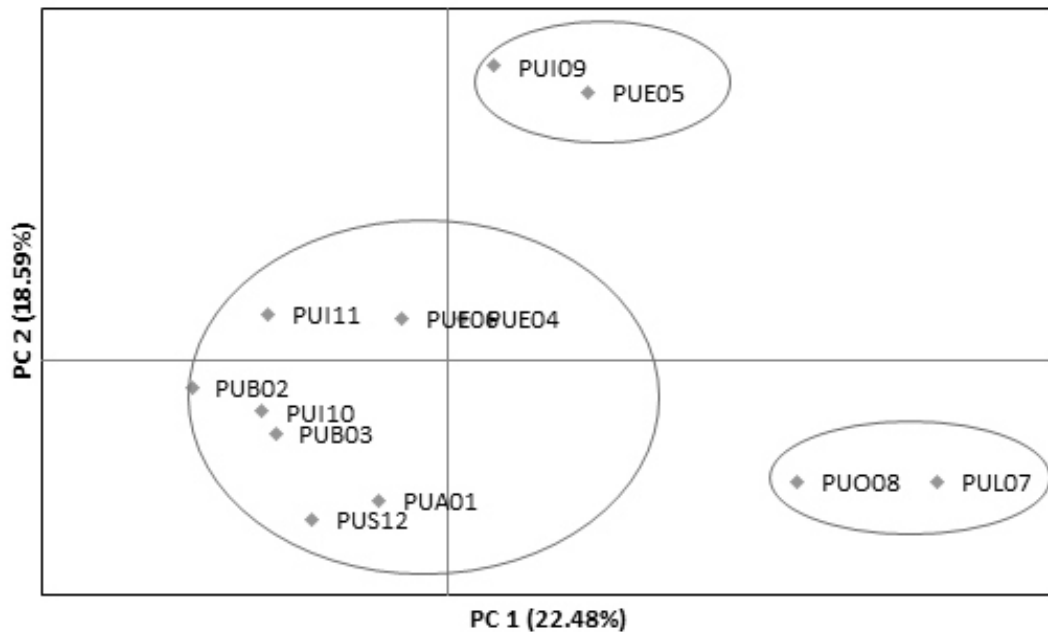 PUI09
PUE05
PC 2 (18.59%)
PUI11
PUE06
PUE04
PUB02
PUI10
PUB03
PUO08
PUL07
PUA01
PUS12
PC 1 (22.48%)